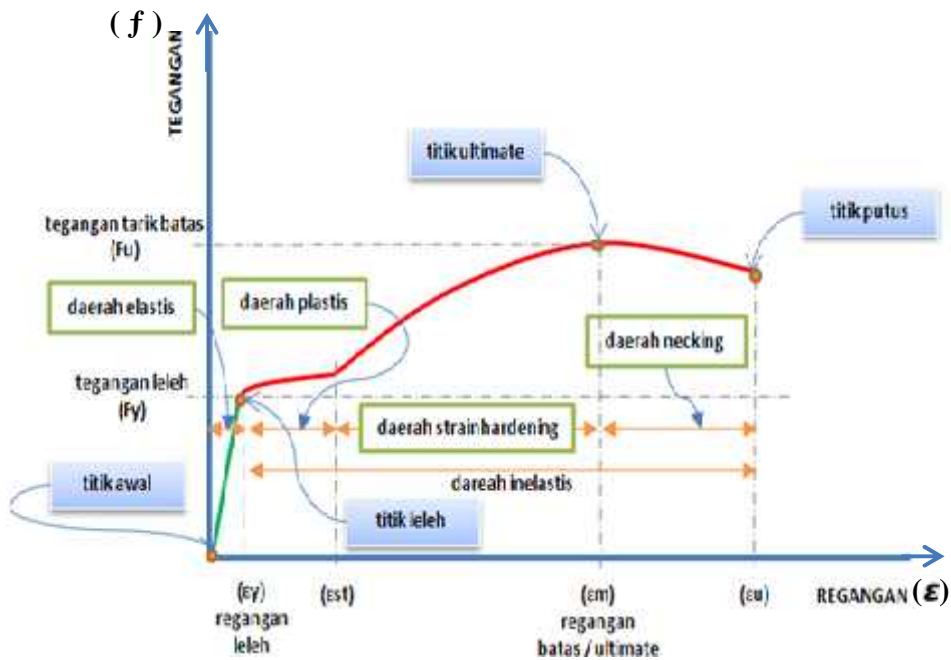 (f)
TEGANGAN
titik ultimate
titik putus
tegangan tarik batas
(Fu)
daerah elastis
daerah plastis
daerah necking
tegangan leleh
(Fy)
daerah strain hardening
dareah inelastis
titik awal
titik leleh
(εy)
regangan
leleh
(εst)
(εm)
regangan
batas / ultimate
(εu)
REGANGAN (ε)